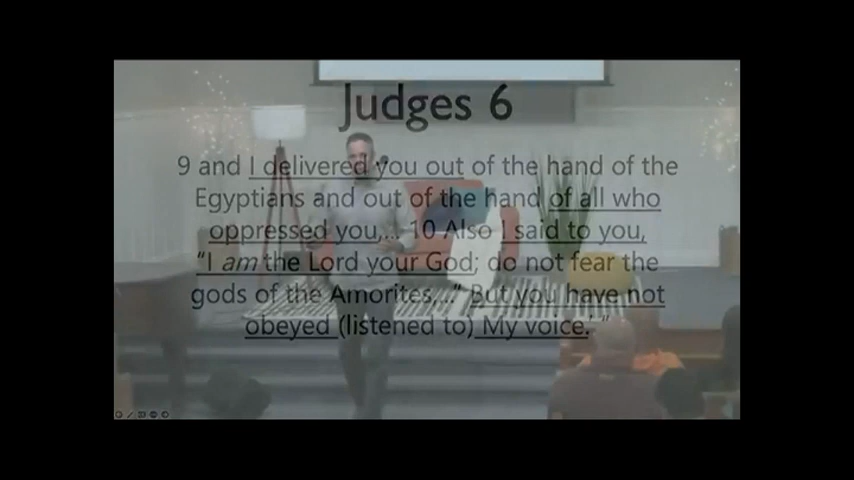 Judges 6
9 and I delivered you out of the hand of the
Egyptians and out of the hand of all who
oppressed you,... 10 Also I said to you,
“I am the Lord your God; do not fear the
gods of the Amorites,...” But you have not
obeyed (listened to) My voice.’ ”